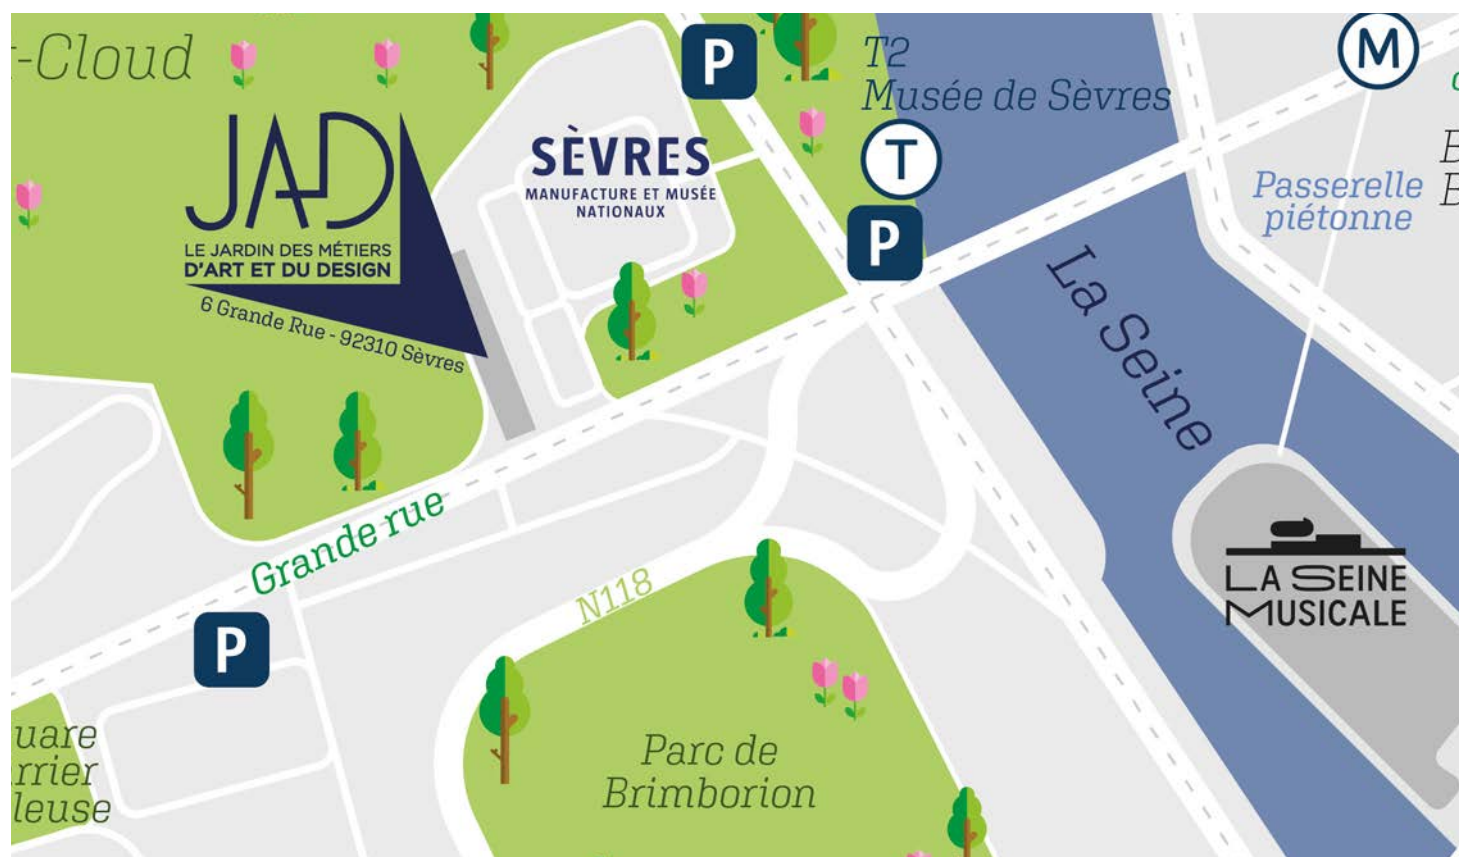 -Cloud
JAD
LE JARDIN DES MÉTIERS
D'ART ET DU DESIGN
6 Grande Rue - 92310 Sèvres
SÈVRES
MANUFACTURE ET MUSÉE
NATIONAUX
P
T2
Musée de Sèvres
T
P
M
Passerelle
piétonne
La Seine
LA SEINE
MUSICALE
Grande rue
N118
P
Parc de
Brimborion
uare
rrier
leuse